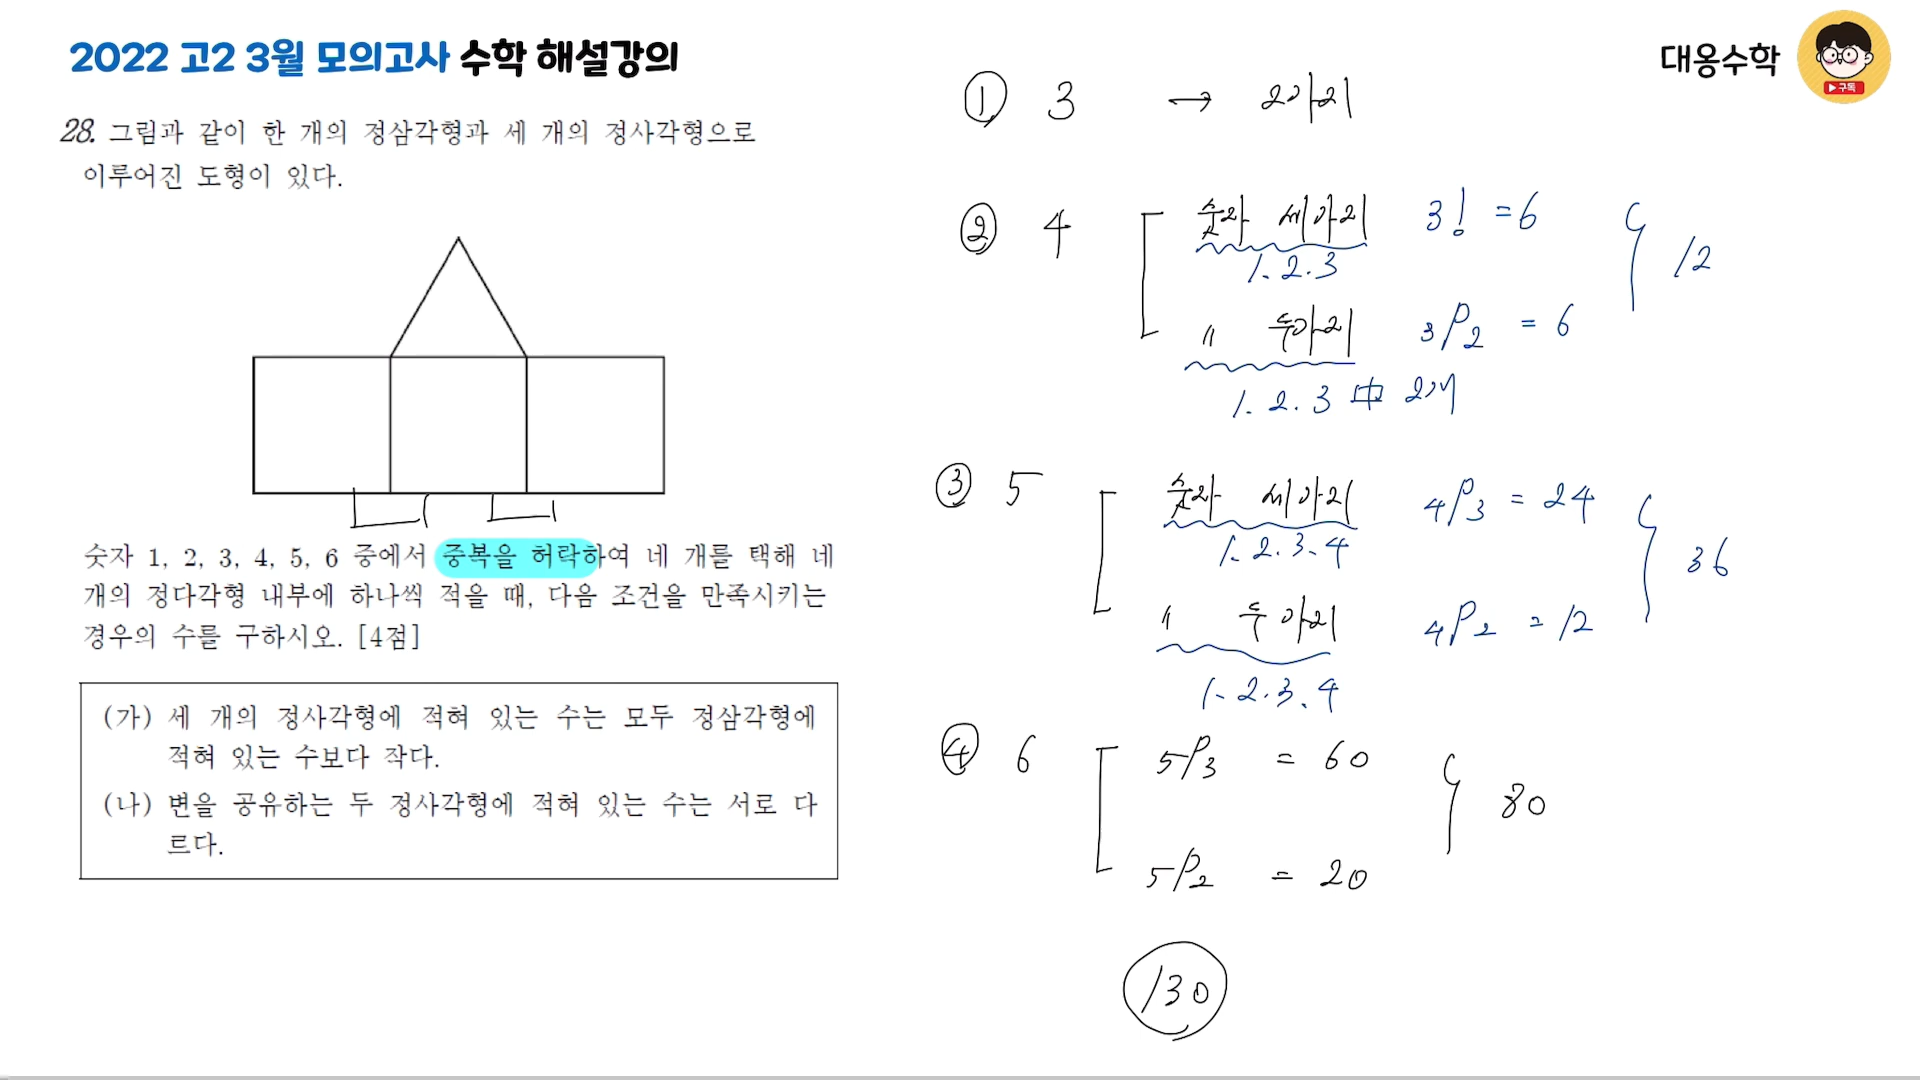 2022 고2 3월 모의고사 수학 해설강의
대옹수학
구독
28. 그림과 같이 한 개의 정삼각형과 세 개의 정사각형으로
이루어진 도형이 있다.
숫자 1, 2, 3, 4, 5, 6 중에서 중복을 허락하여 네 개를 택해 네
개의 정다각형 내부에 하나씩 적을 때, 다음 조건을 만족시키는
경우의 수를 구하시오. [4점]
(가) 세 개의 정사각형에 적혀 있는 수는 모두 정삼각형에
적혀 있는 수보다 작다.
(나) 변을 공유하는 두 정사각형에 적혀 있는 수는 서로 다
르다.
① 3 → 2가지
② 4
숫자 세가지 3! = 6
1. 2. 3
〃 두가지 3P2 = 6
1. 2. 3 中 2개
12
③ 5
숫자 세가지 4P3 = 24
1. 2. 3. 4
〃 두가지 4P2 = 12
1. 2. 3. 4
36
④ 6
5P3 = 60
5P2 = 20
80
130